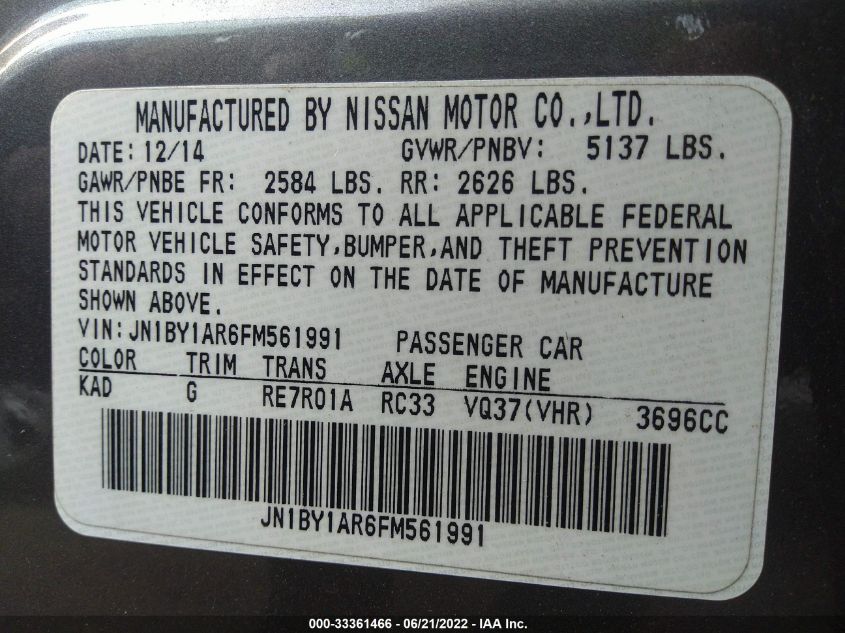 MANUFACTURED BY NISSAN MOTOR CO.,LTD.
DATE: 12/14 GVWR/PNBV: 5137 LBS.
GAWR/PNBE FR: 2584 LBS. RR: 2626 LBS.
THIS VEHICLE CONFORMS TO ALL APPLICABLE FEDERAL
MOTOR VEHICLE SAFETY,BUMPER,AND THEFT PREVENTION
STANDARDS IN EFFECT ON THE DATE OF MANUFACTURE
SHOWN ABOVE.
VIN: JN1BY1AR6FM561991 PASSENGER CAR
COLOR TRIM TRANS AXLE ENGINE
KAD G RE7R01A RC33 VQ37(VHR) 3696CC
JN1BY1AR6FM561991
000-33361466 - 06/21/2022 - IAA Inc.